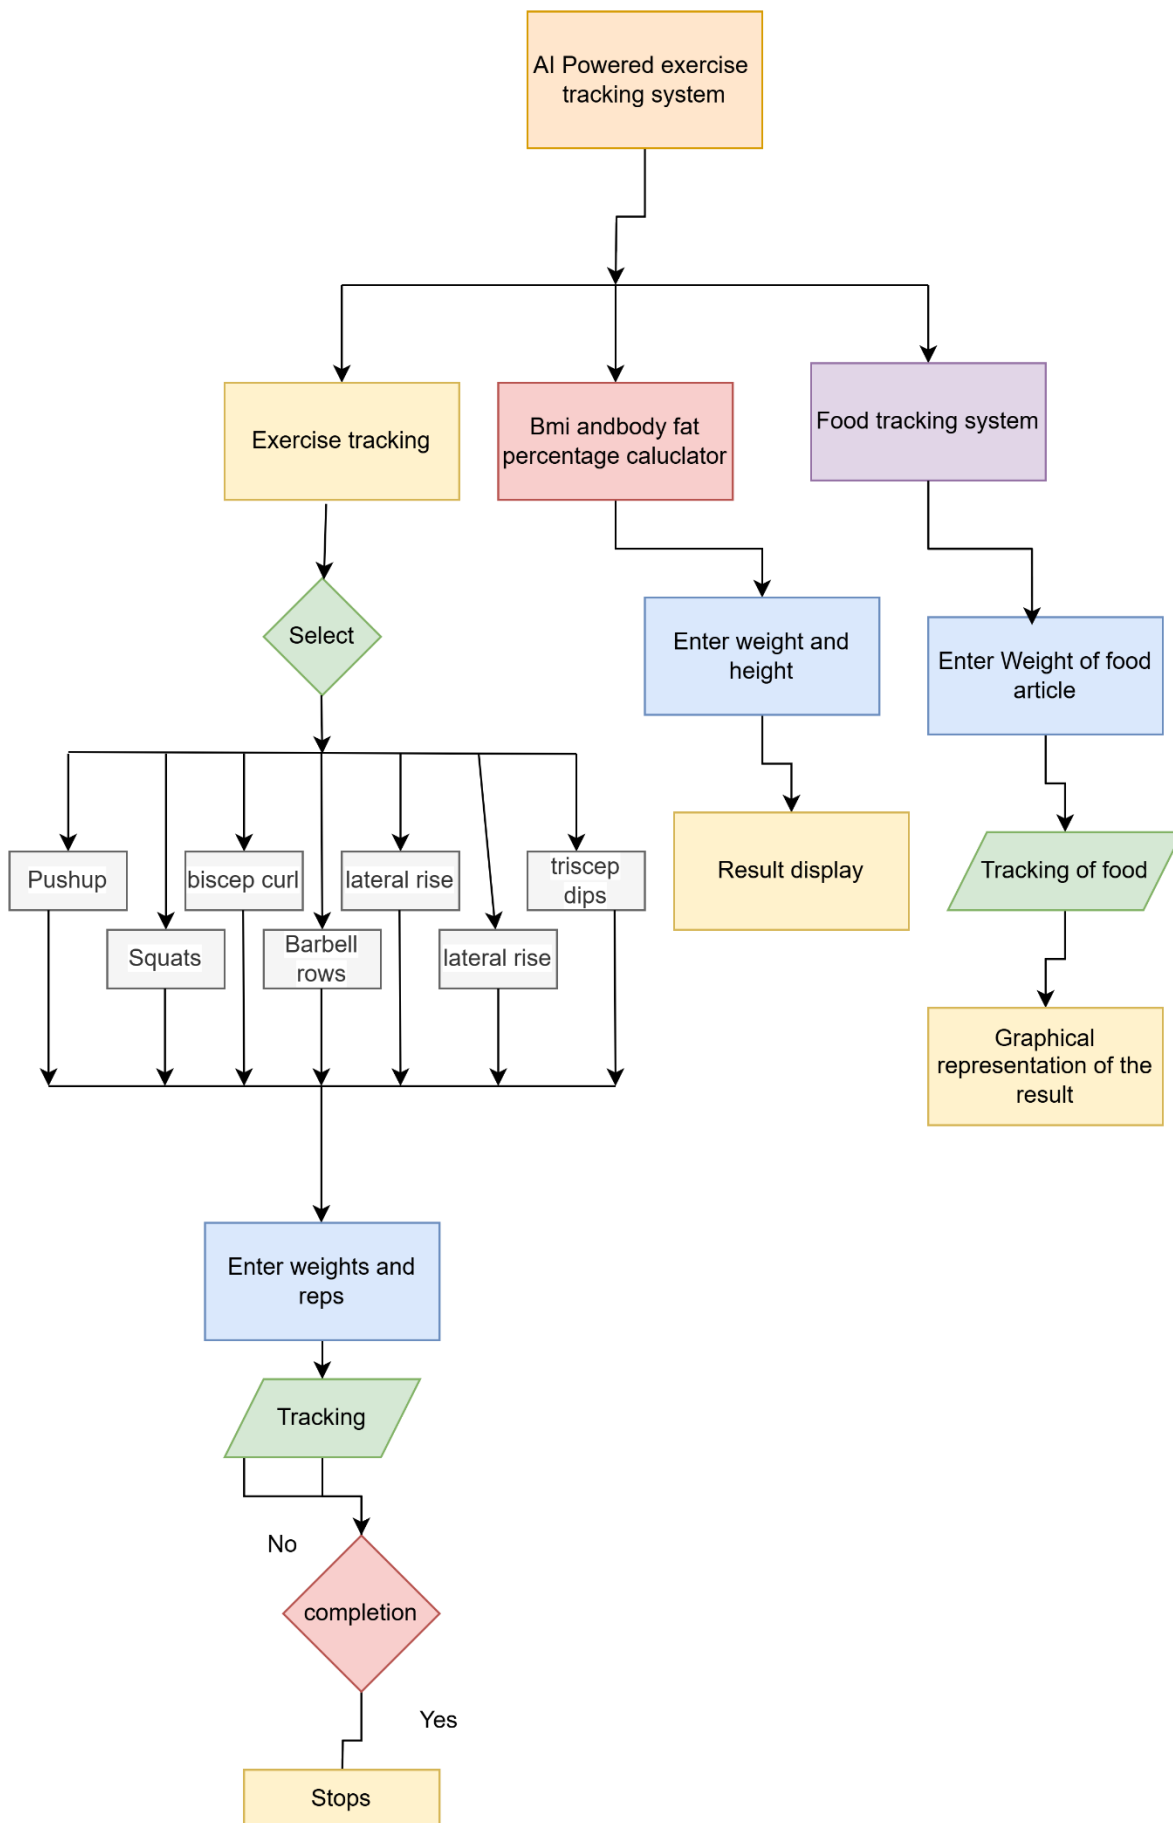 AI Powered exercise
tracking system
Exercise tracking
Bmi andbody fat
percentage caluclator
Food tracking system
Select
Enter weight and
height
Enter Weight of food
article
Pushup
biscep curl
lateral rise
triscep
dips
Squats
Barbell
rows
lateral rise
Result display
Tracking of food
Graphical
representation of the
result
Enter weights and
reps
Tracking
No
completion
Yes
Stops